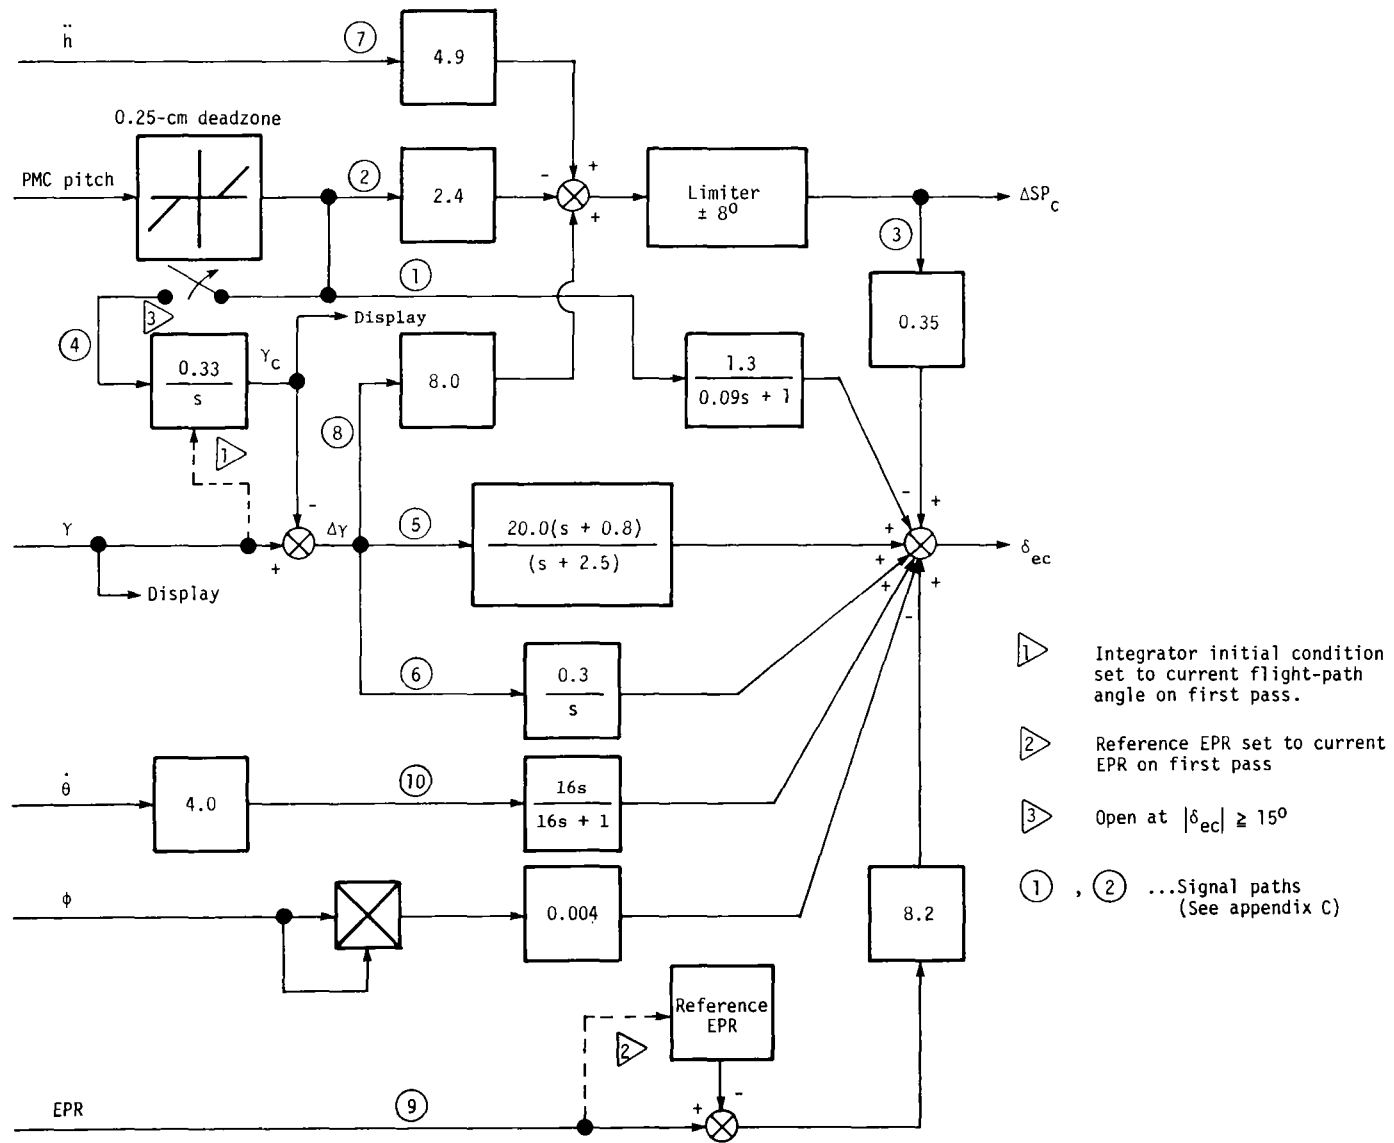 ḧ
7
4.9
0.25-cm deadzone
PMC pitch
2
2.4
-
+
+
Limiter
± 8⁰
ΔSP_c
3
0.35
1
3
Display
4
0.33
s
γ_c
8.0
1.3
0.09s + 1
1
8
-
γ
+
Δγ
5
20.0(s + 0.8)
(s + 2.5)
-
+
+
+
+
+
-
δ_ec
Display
6
0.3
s
θ̇
4.0
10
16s
16s + 1
φ
0.004
8.2
Reference
EPR
2
-
EPR
9
+
1 Integrator initial condition
set to current flight-path
angle on first pass.
2 Reference EPR set to current
EPR on first pass
3 Open at |δ_ec| ≧ 15⁰
1 , 2 ...Signal paths
(See appendix C)